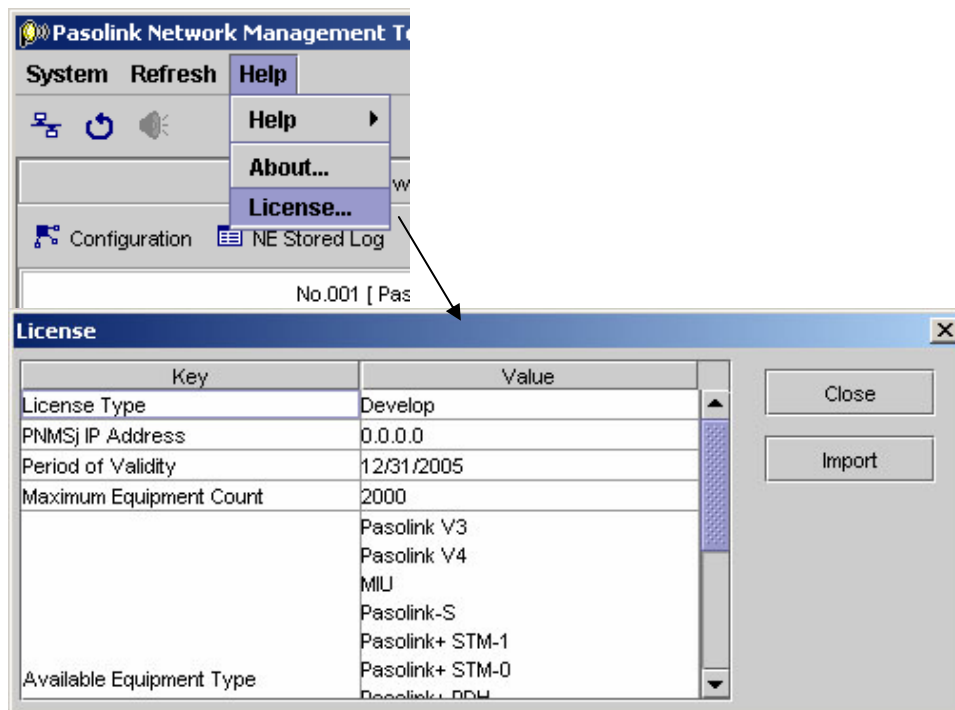 Pasolink Network Management T
System Refresh Help
Help
About...
License...
Configuration NE Stored Log
No.001 [ Pas
License
Key Value
License Type Develop
PNMSj IP Address 0.0.0.0
Period of Validity 12/31/2005
Maximum Equipment Count 2000
Pasolink V3
Pasolink V4
MIU
Pasolink-S
Pasolink+ STM-1
Available Equipment Type Pasolink+ STM-0
Pasolink+ PDH
Close
Import